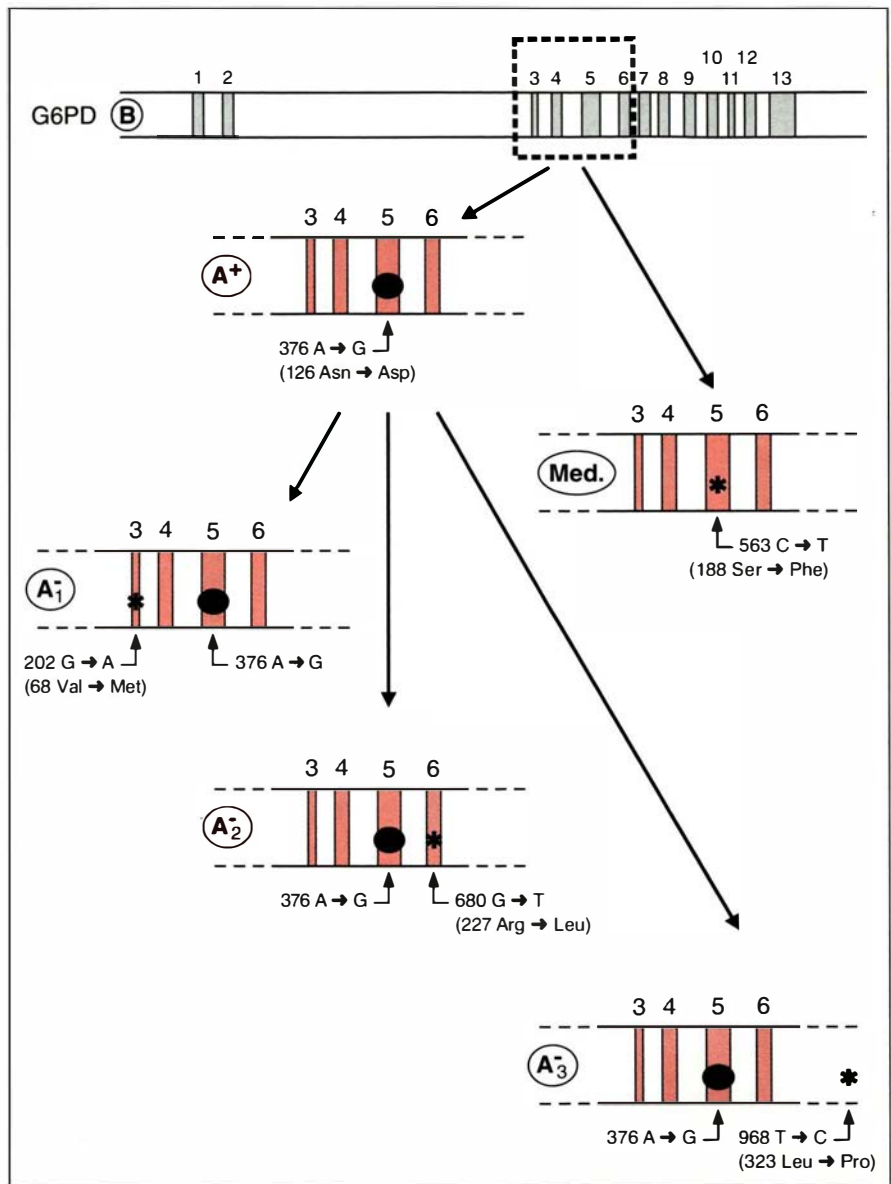 10 12
1 2 3 4 5 6 7 8 9 11 13
G6PD B
3 4 5 6
A+
376 A → G
(126 Asn → Asp)
3 4 5 6
Med.
563 C → T
(188 Ser → Phe)
3 4 5 6
A1-
202 G → A
(68 Val → Met)
376 A → G
3 4 5 6
A2-
376 A → G
680 G → T
(227 Arg → Leu)
3 4 5 6
A3-
376 A → G
968 T → C
(323 Leu → Pro)